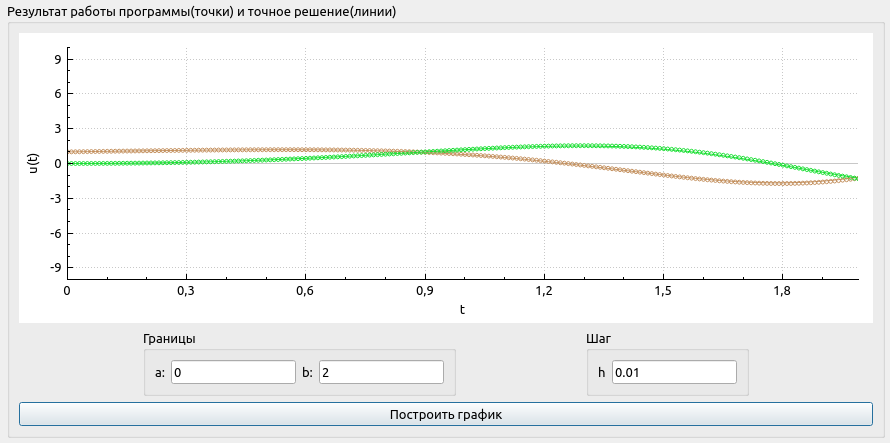 Результат работы программы(точки) и точное решение(линии)
9
6
3
0
-3
-6
-9
u(t)
0 0,3 0,6 0,9 1,2 1,5 1,8
t
Границы Шаг
a: 0 b: 2 h 0.01
Построить график